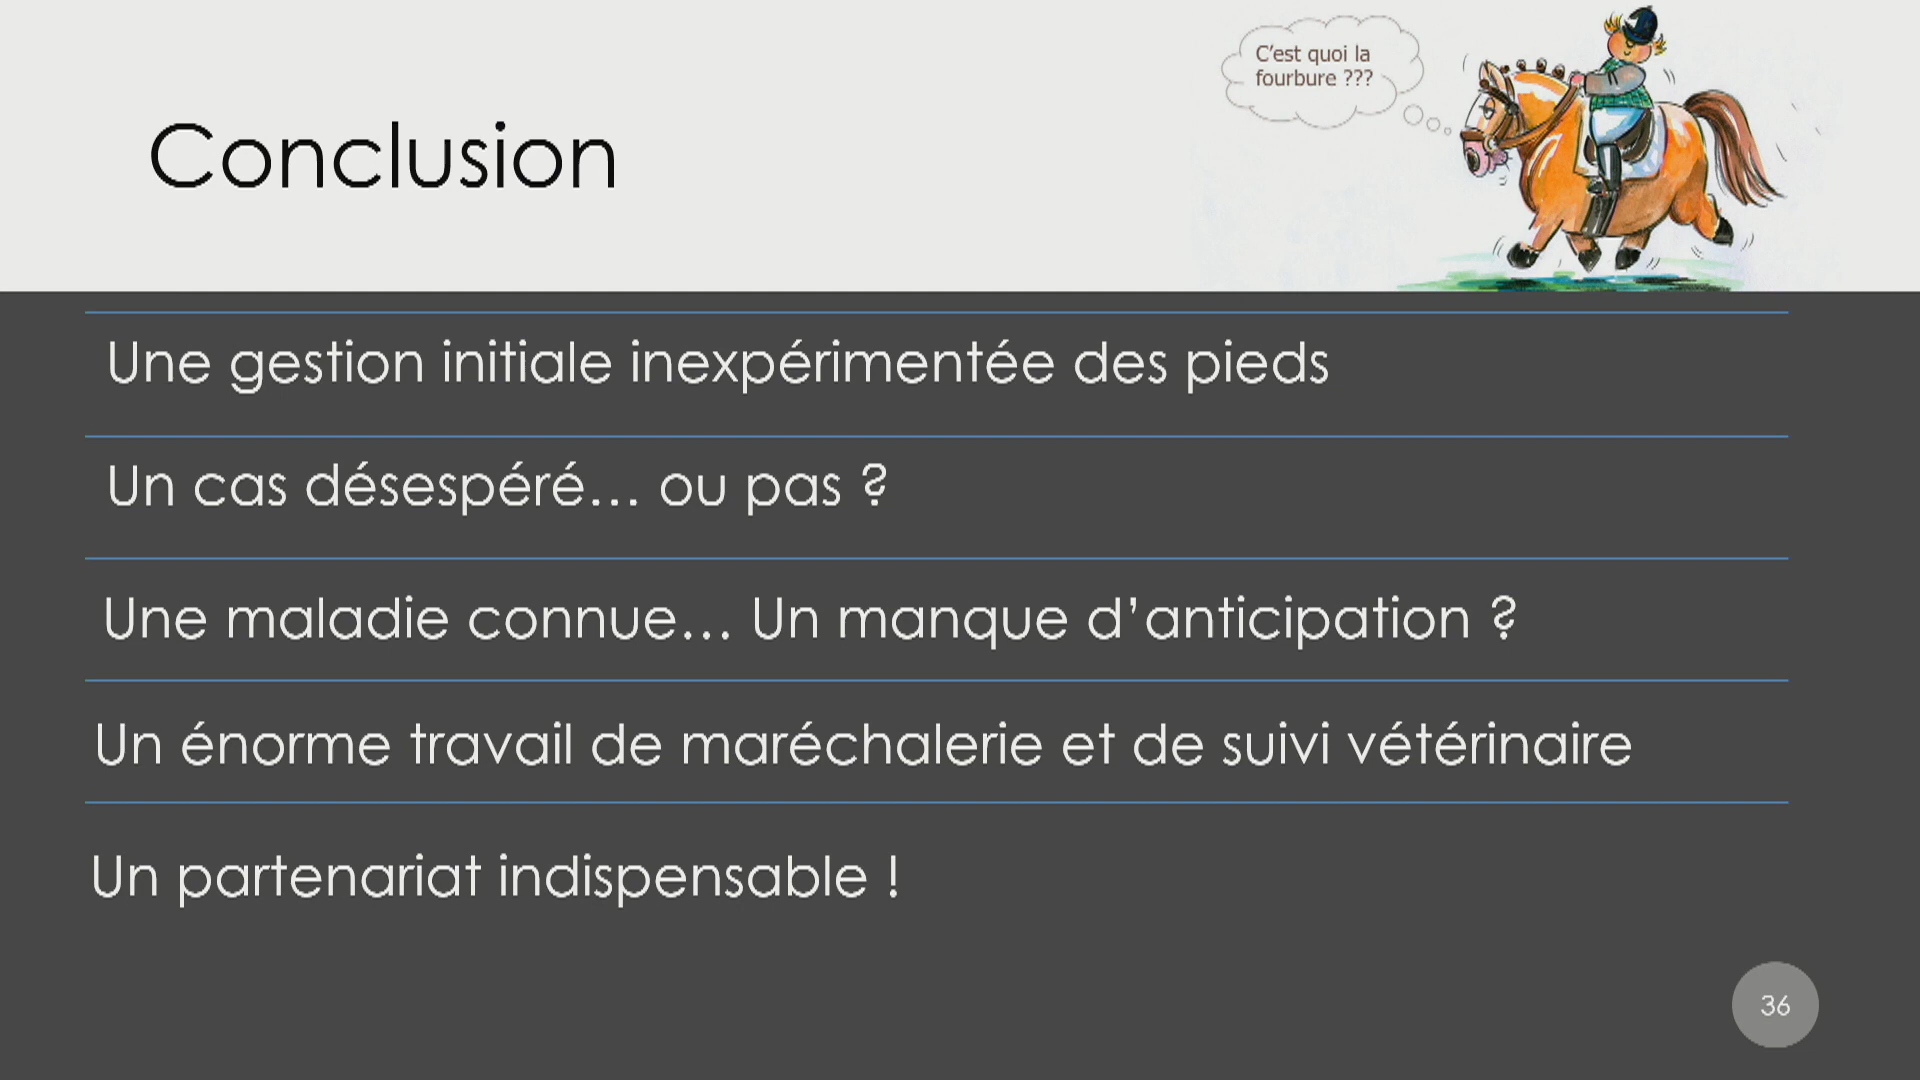 C'est quoi la
fourbure ???
Conclusion
Une gestion initiale inexpérimentée des pieds
Un cas désespéré… ou pas ?
Une maladie connue… Un manque d’anticipation ?
Un énorme travail de maréchalerie et de suivi vétérinaire
Un partenariat indispensable !
36